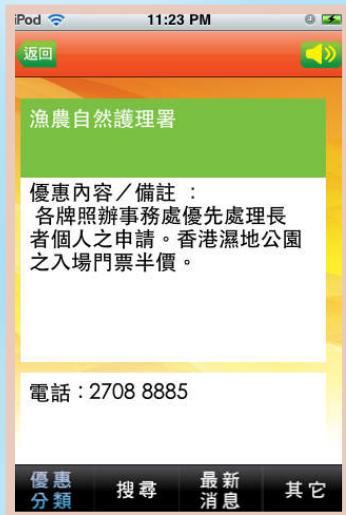 iPod 11:23 PM
返回
漁農自然護理署
優惠內容／備註 ：
各牌照辦事務處優先處理長
者個人之申請。香港濕地公園
之入場門票半價。
電話：2708 8885
優惠
分類
搜尋
最新
消息
其它